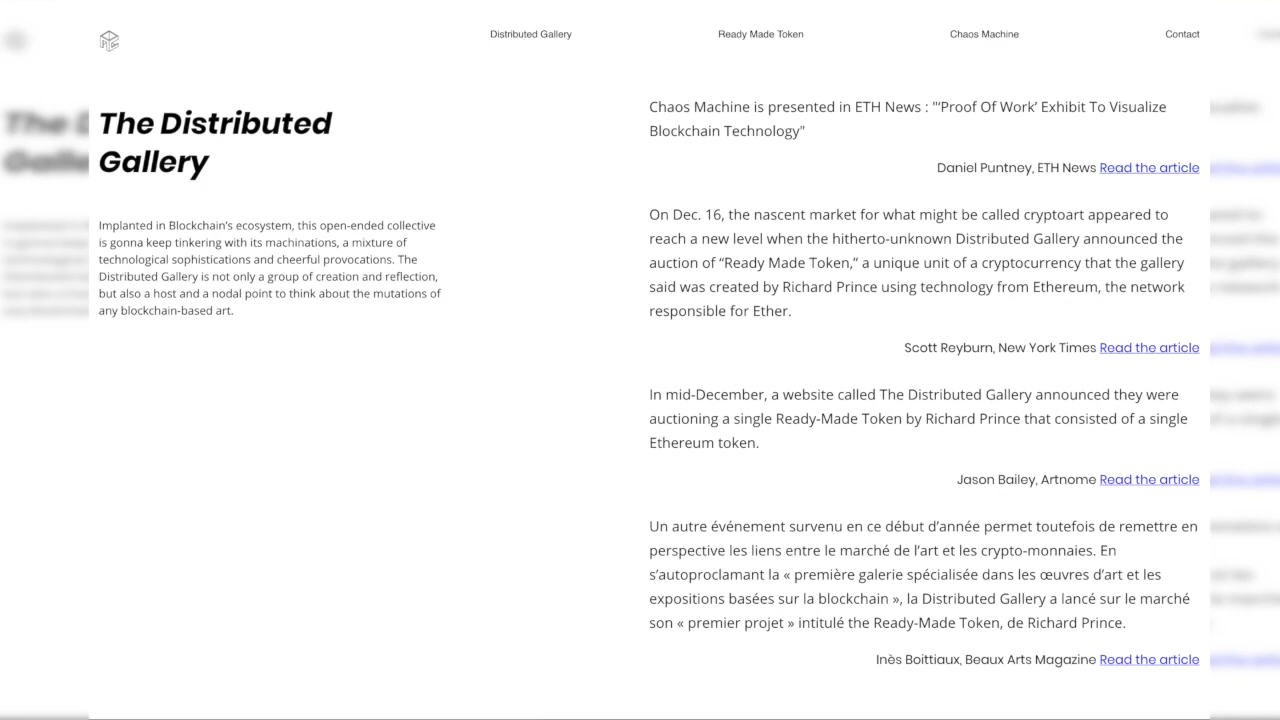 Distributed Gallery
Ready Made Token
Chaos Machine
Contact
The Distributed
Gallery
Implanted in Blockchain’s ecosystem, this open-ended collective
is gonna keep tinkering with its machinations, a mixture of
technological sophistications and cheerful provocations. The
Distributed Gallery is not only a group of creation and reflection,
but also a host and a nodal point to think about the mutations of
any blockchain-based art.
Chaos Machine is presented in ETH News : "‘Proof Of Work’ Exhibit To Visualize
Blockchain Technology"
Daniel Puntney, ETH News Read the article
On Dec. 16, the nascent market for what might be called cryptoart appeared to
reach a new level when the hitherto-unknown Distributed Gallery announced the
auction of “Ready Made Token,” a unique unit of a cryptocurrency that the gallery
said was created by Richard Prince using technology from Ethereum, the network
responsible for Ether.
Scott Reyburn, New York Times Read the article
In mid-December, a website called The Distributed Gallery announced they were
auctioning a single Ready-Made Token by Richard Prince that consisted of a single
Ethereum token.
Jason Bailey, Artnome Read the article
Un autre événement survenu en ce début d’année permet toutefois de remettre en
perspective les liens entre le marché de l’art et les crypto-monnaies. En
s’autoproclamant la « première galerie spécialisée dans les œuvres d’art et les
expositions basées sur la blockchain », la Distributed Gallery a lancé sur le marché
son « premier projet » intitulé the Ready-Made Token, de Richard Prince.
Inès Boittiaux, Beaux Arts Magazine Read the article